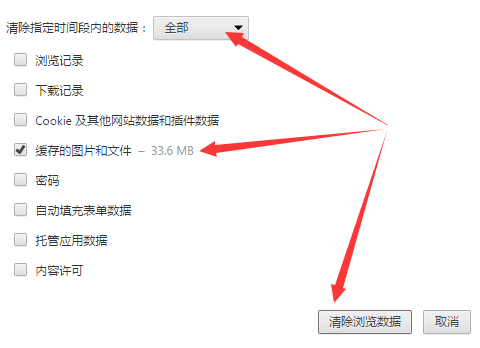 清除指定时间段内的数据： 全部
浏览记录
下载记录
Cookie 及其他网站数据和插件数据
缓存的图片和文件 – 33.6 MB
密码
自动填充表单数据
托管应用数据
内容许可
清除浏览数据 取消